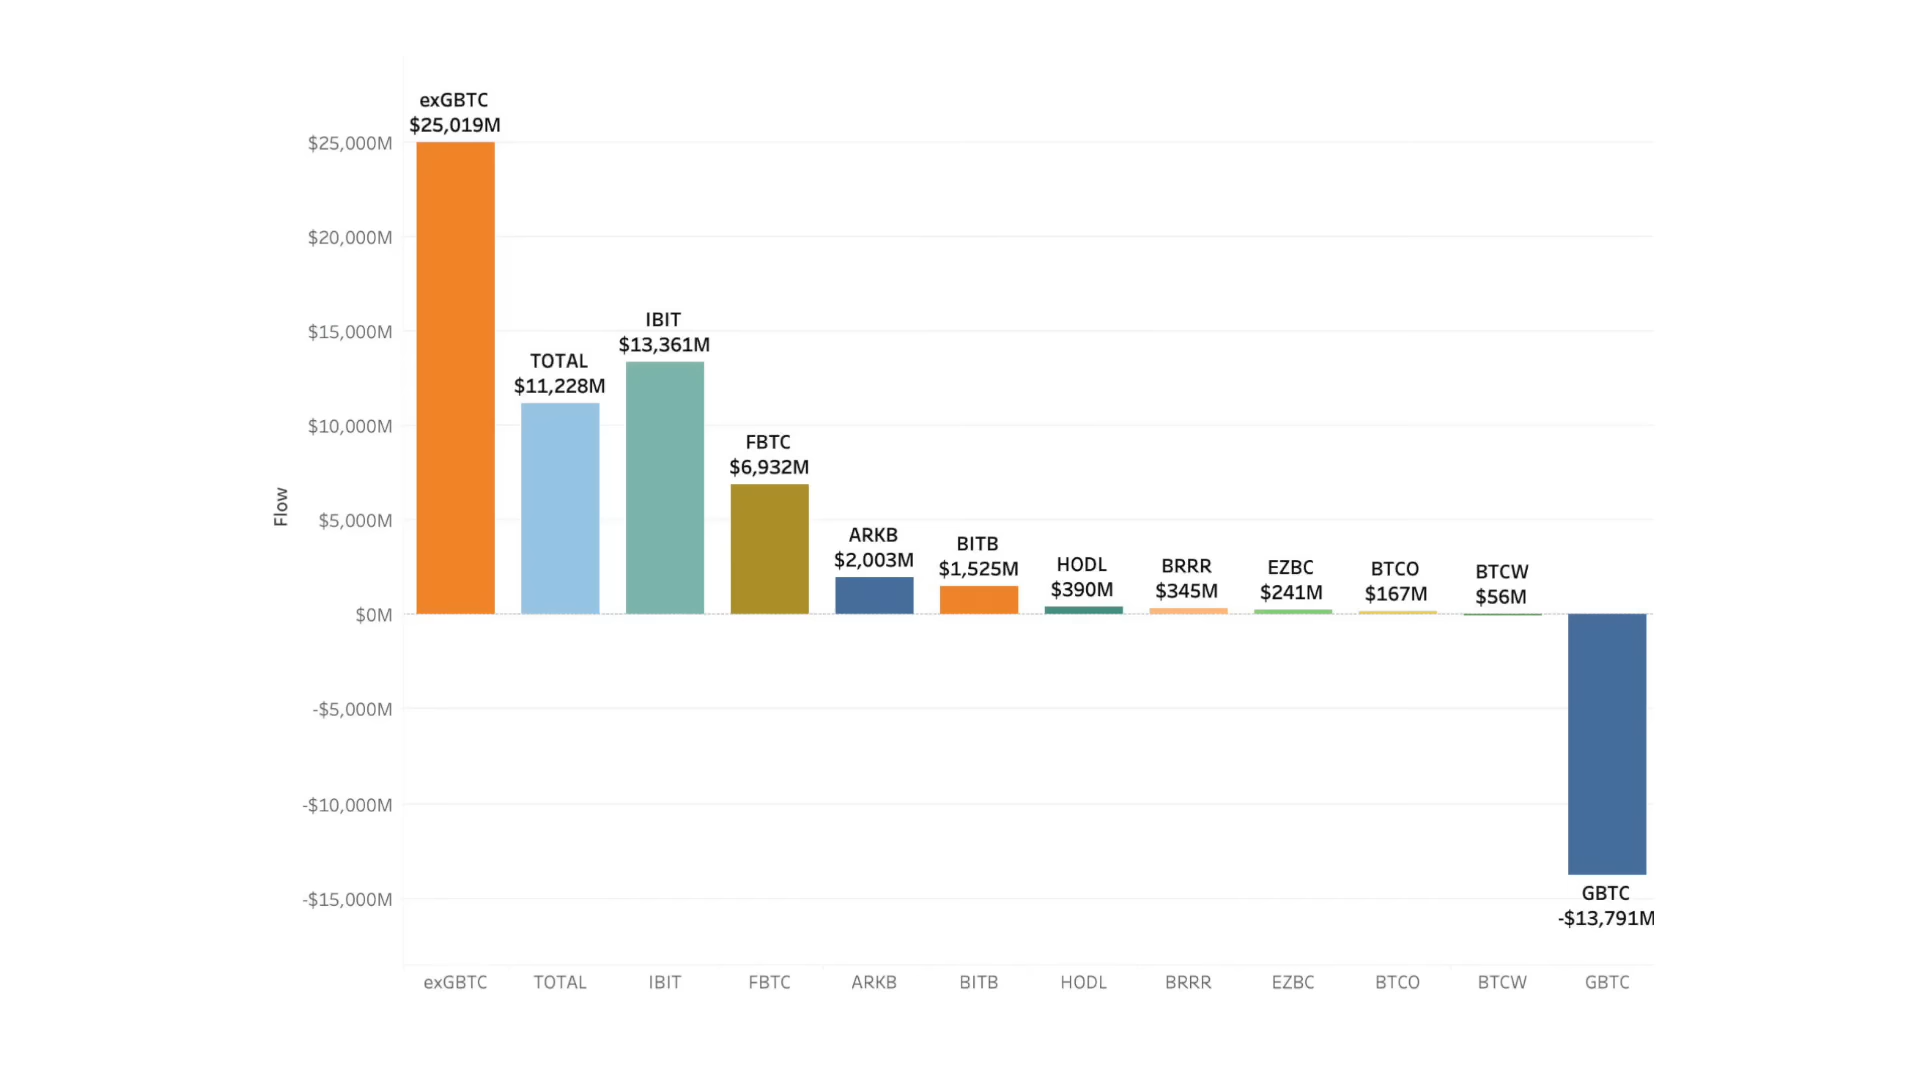 exGBTC
$25,019M
$25,000M
$20,000M
IBIT
$13,361M
$15,000M
TOTAL
$11,228M
$10,000M
FBTC
$6,932M
Flow
$5,000M
ARKB
$2,003M
BITB
$1,525M
HODL
$390M
BRRR
$345M
EZBC
$241M
BTCO
$167M
BTCW
$56M
$0M
-$5,000M
-$10,000M
-$15,000M
GBTC
-$13,791M
exGBTC TOTAL IBIT FBTC ARKB BITB HODL BRRR EZBC BTCO BTCW GBTC